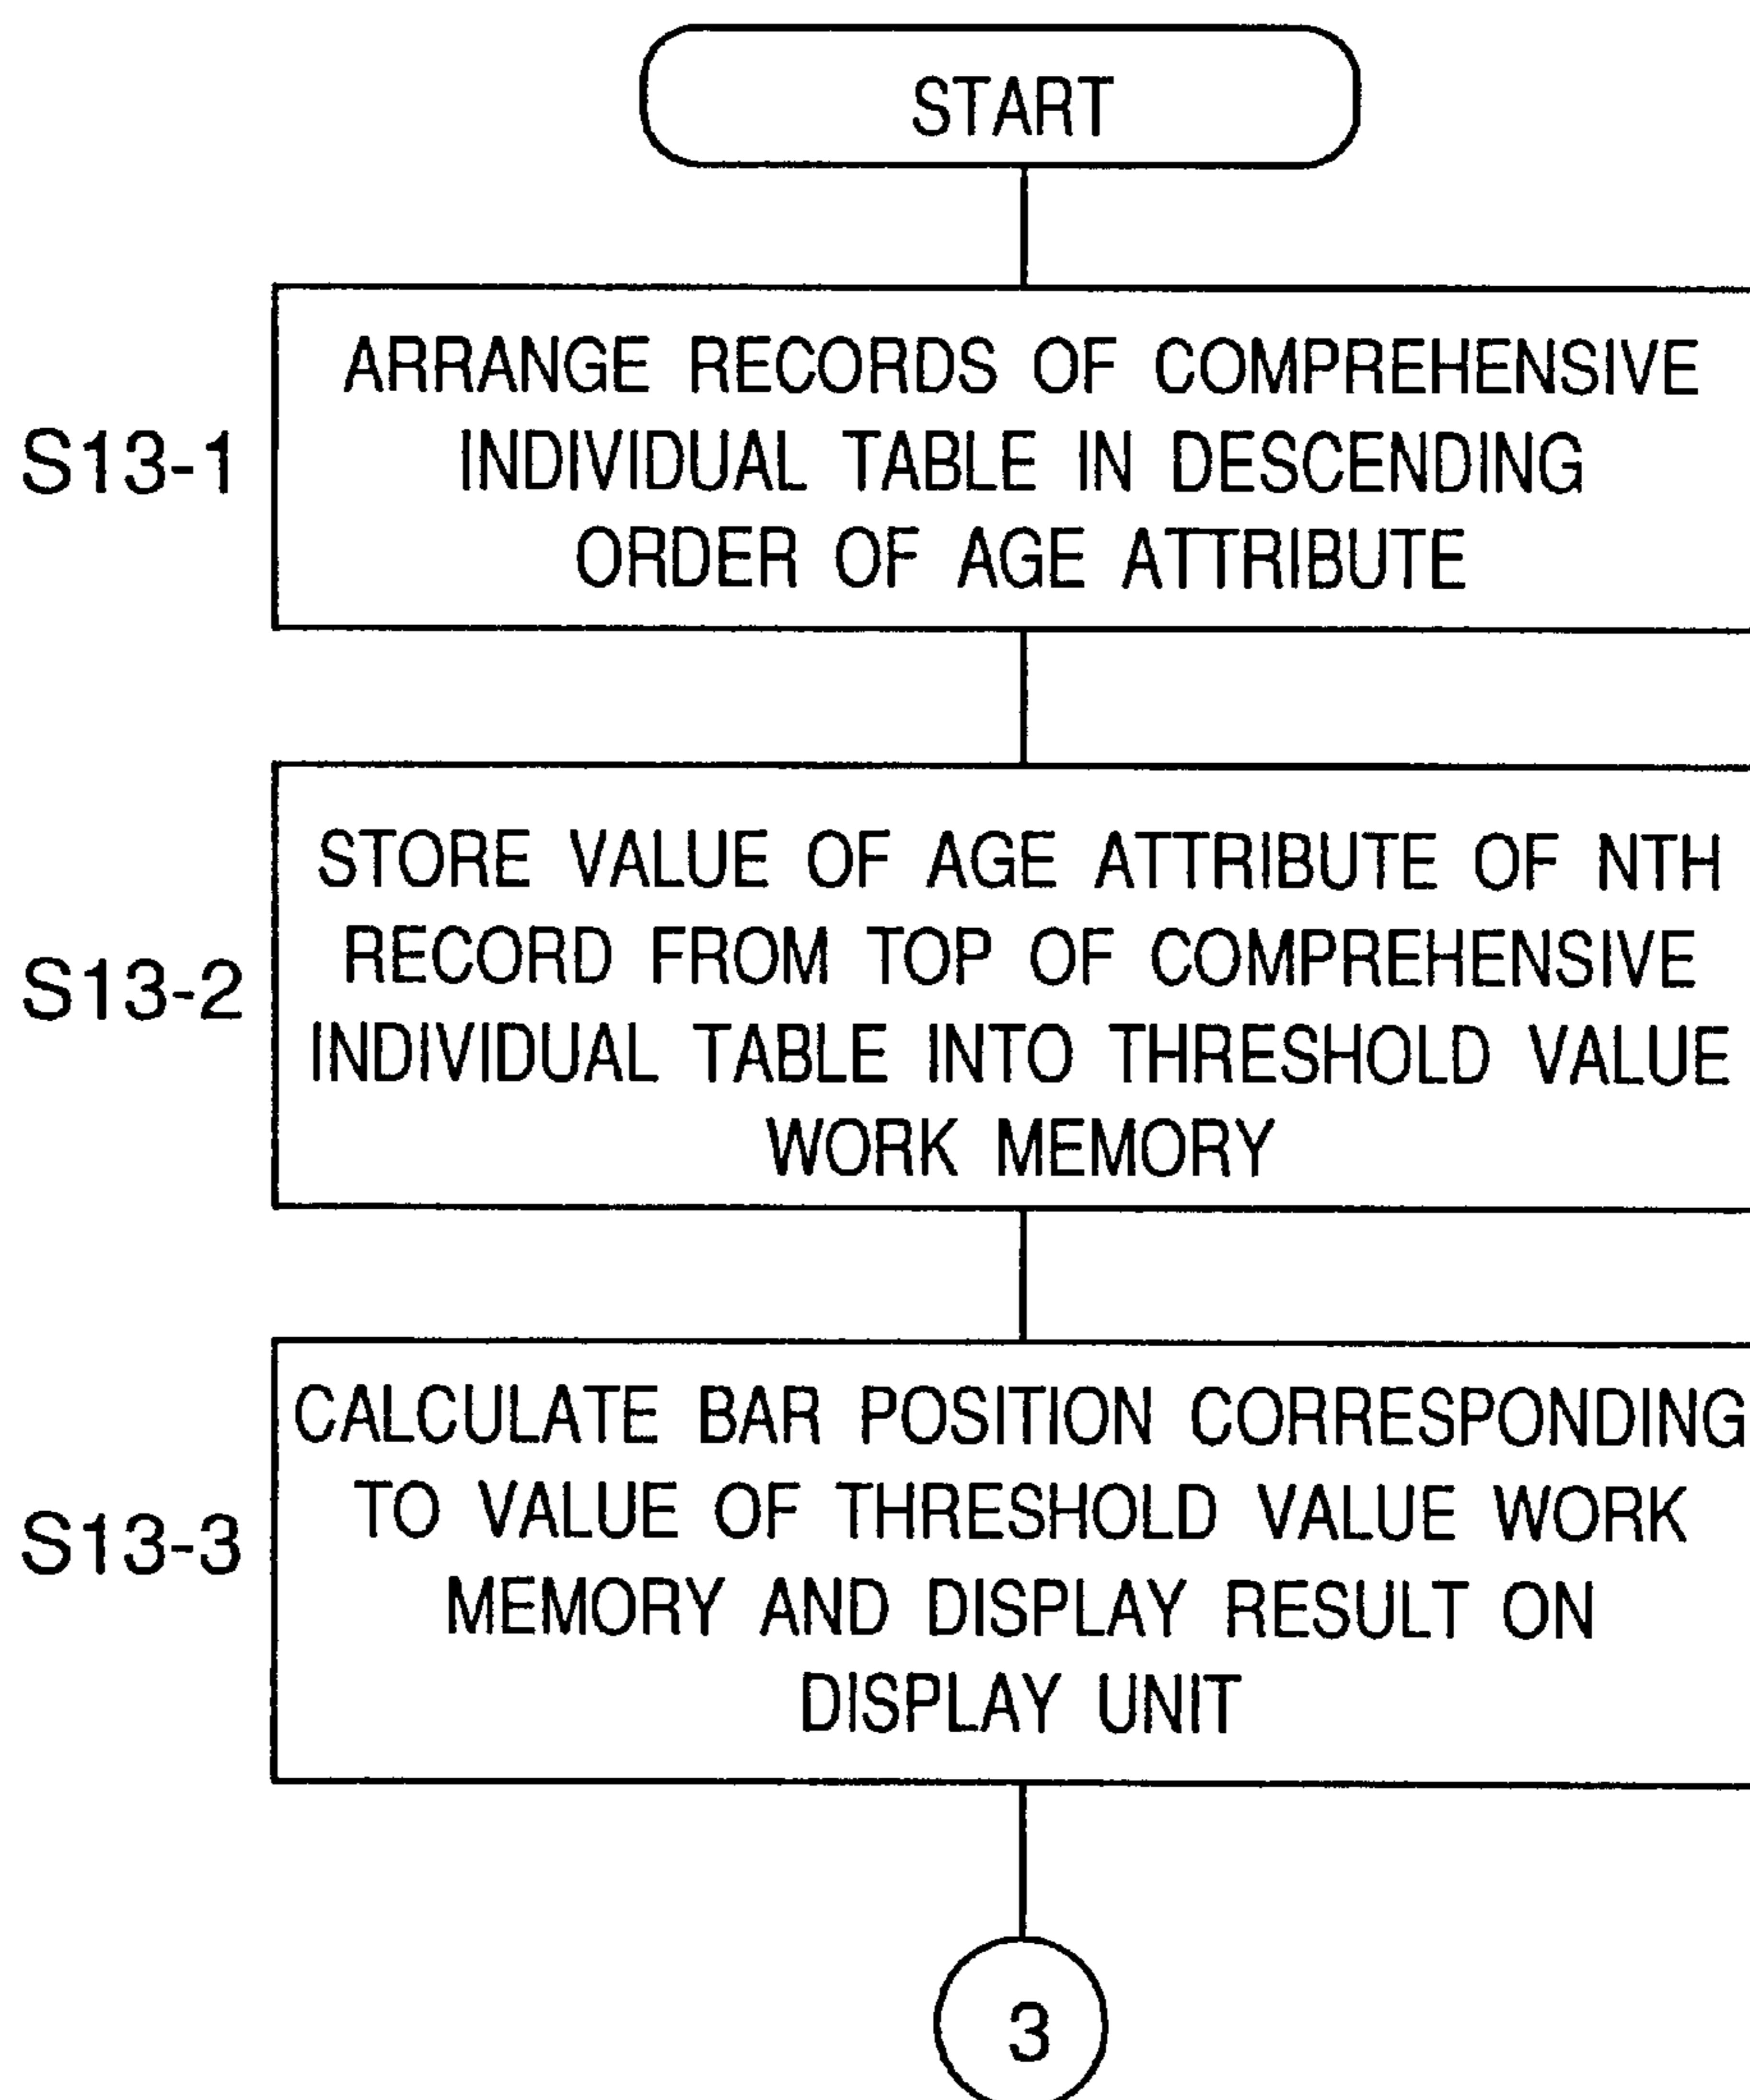 START
S13-1
ARRANGE RECORDS OF COMPREHENSIVE
INDIVIDUAL TABLE IN DESCENDING
ORDER OF AGE ATTRIBUTE
S13-2
STORE VALUE OF AGE ATTRIBUTE OF NTH
RECORD FROM TOP OF COMPREHENSIVE
INDIVIDUAL TABLE INTO THRESHOLD VALUE
WORK MEMORY
S13-3
CALCULATE BAR POSITION CORRESPONDING
TO VALUE OF THRESHOLD VALUE WORK
MEMORY AND DISPLAY RESULT ON
DISPLAY UNIT
3